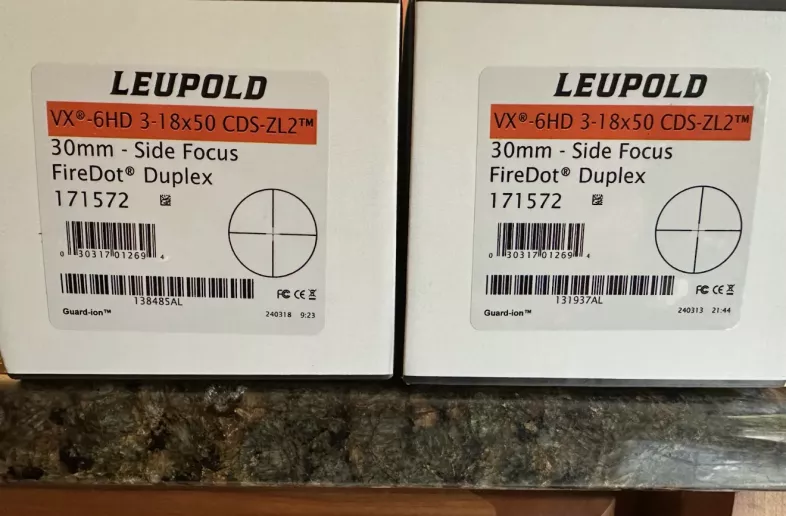 LEUPOLD
VX®-6HD 3-18x50 CDS-ZL2™
30mm - Side Focus
FireDot® Duplex
171572
0 30317 01269 4
138485AL
FC CE
Guard-ion™
240318 9:23
LEUPOLD
VX®-6HD 3-18x50 CDS-ZL2™
30mm - Side Focus
FireDot® Duplex
171572
0 30317 01269 4
131937AL
FC CE
Guard-ion™
240313 21:44